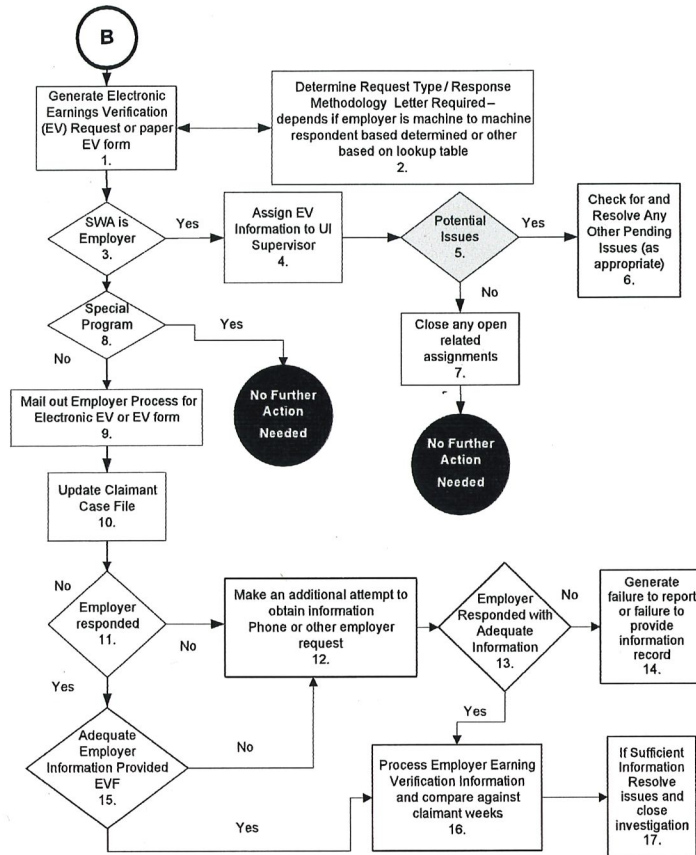 B
Generate Electronic
Earnings Verification
(EV) Request or paper
EV form
1.
Determine Request Type / Response
Methodology Letter Required –
depends if employer is machine to machine
respondent based determined or other
based on lookup table
2.
SWA is
Employer
3.
Yes
Assign EV
Information to UI
Supervisor
4.
Potential
Issues
5.
Yes
Check for and
Resolve Any
Other Pending
Issues (as
appropriate)
6.
No
Close any open
related
assignments
7.
No Further
Action
Needed
Special
Program
8.
Yes
No
No Further
Action
Needed
Mail out Employer Process for
Electronic EV or EV form
9.
Update Claimant
Case File
10.
No
Employer
responded
11.
No
Yes
Make an additional attempt to
obtain information
Phone or other employer
request
12.
Employer
Responded with
Adequate
Information
13.
No
Generate
failure to report
or failure to
provide
information
record
14.
Yes
Adequate
Employer
Information Provided
EVF
15.
No
Yes
Process Employer Earning
Verification Information
and compare against
claimant weeks
16.
If Sufficient
Information
Resolve
issues and
close
investigation
17.